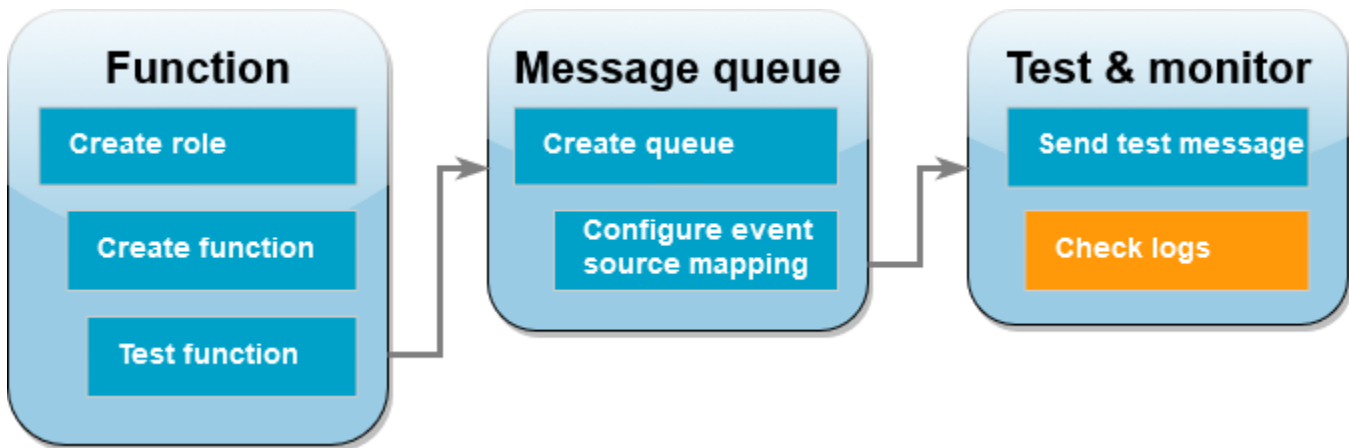 Function
Create role
Create function
Test function
Message queue
Create queue
Configure event
source mapping
Test & monitor
Send test message
Check logs